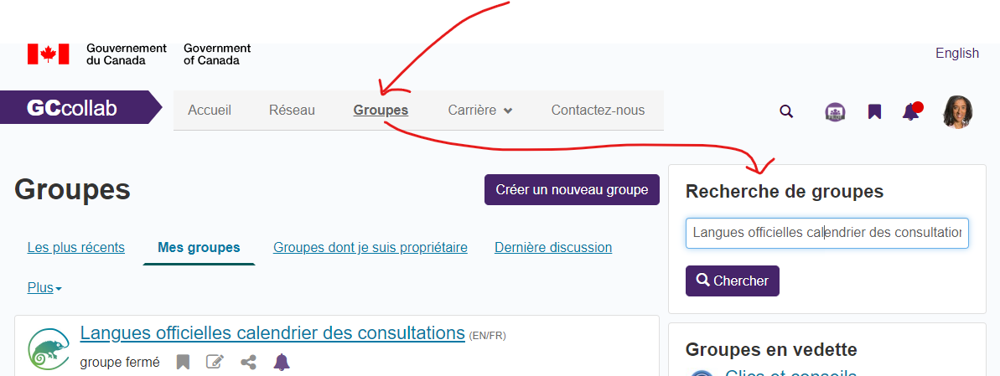 Gouvernement du Canada
Government of Canada
English
GCcollab
Accueil Réseau Groupes Carrière Contactez-nous
Groupes
Créer un nouveau groupe
Les plus récents Mes groupes Groupes dont je suis propriétaire Dernière discussion
Plus
Langues officielles calendrier des consultations (EN/FR)
groupe fermé
Recherche de groupes
Langues officielles calendrier des consultation
Chercher
Groupes en vedette
Clics et conseils